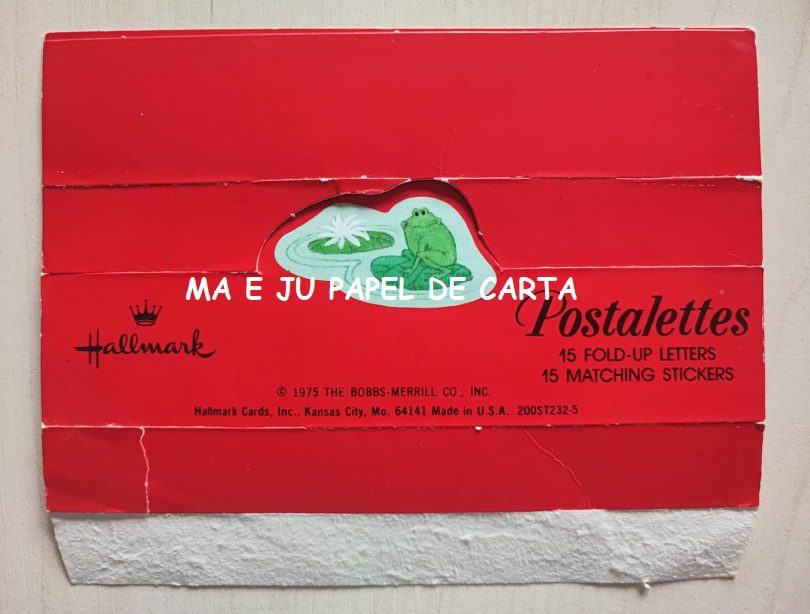 MA E JU PAPEL DE CARTA
Hallmark
Postalettes
15 FOLD-UP LETTERS
15 MATCHING STICKERS
© 1975 THE BOBBS-MERRILL CO., INC.
Hallmark Cards, Inc., Kansas City, Mo. 64141 Made in U.S.A. 200ST232-5